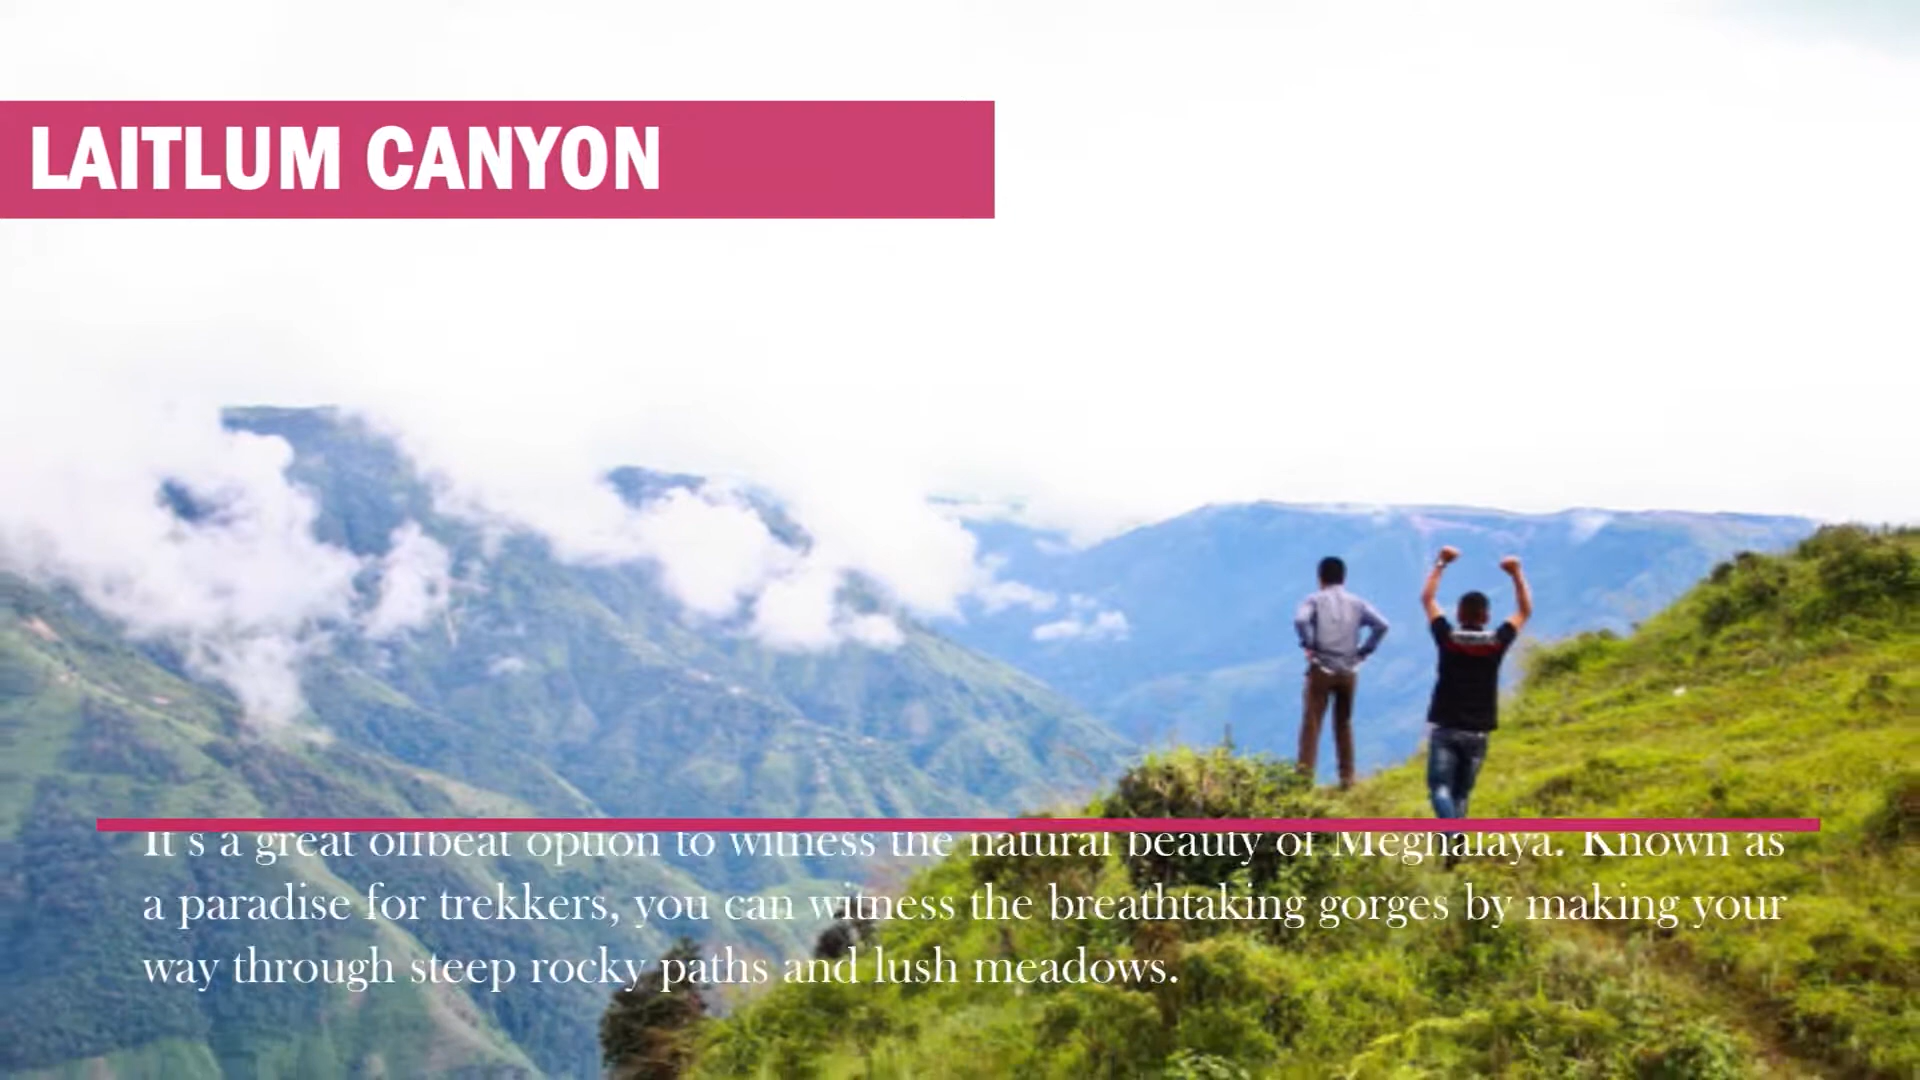 LAITLUM CANYON
It's a great offbeat option to witness the natural beauty of Meghalaya. Known as
a paradise for trekkers, you can witness the breathtaking gorges by making your
way through steep rocky paths and lush meadows.